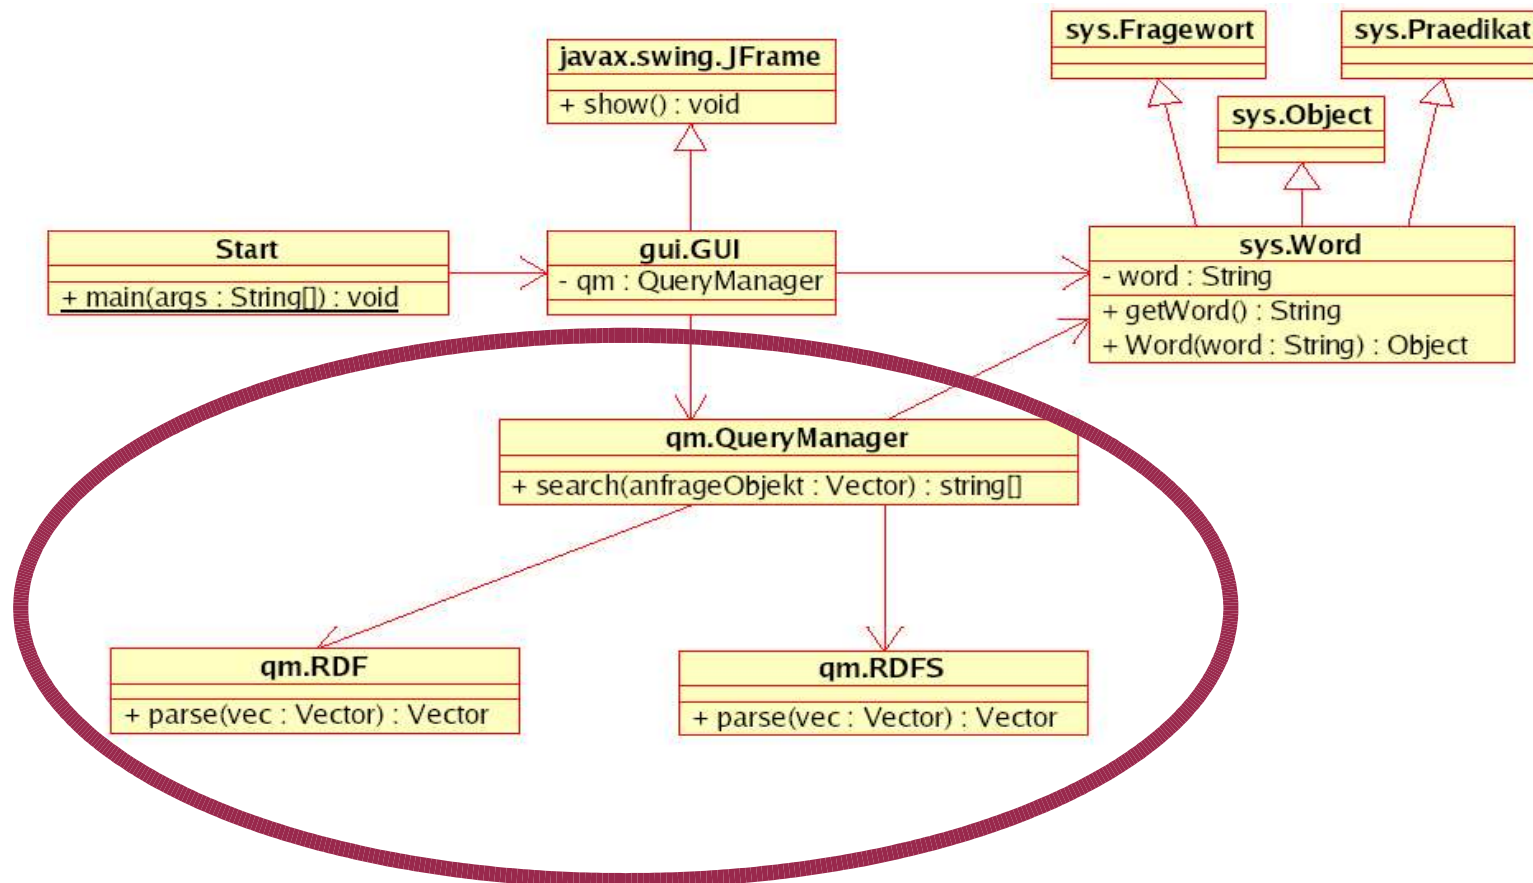 sys.Fragewort
sys.Praedikat
javax.swing.JFrame
+ show() : void
sys.Object
Start
+ main(args : String[]) : void
gui.GUI
- qm : QueryManager
sys.Word
- word : String
+ getWord() : String
+ Word(word : String) : Object
qm.QueryManager
+ search(anfrageObjekt : Vector) : string[]
qm.RDF
+ parse(vec : Vector) : Vector
qm.RDFS
+ parse(vec : Vector) : Vector